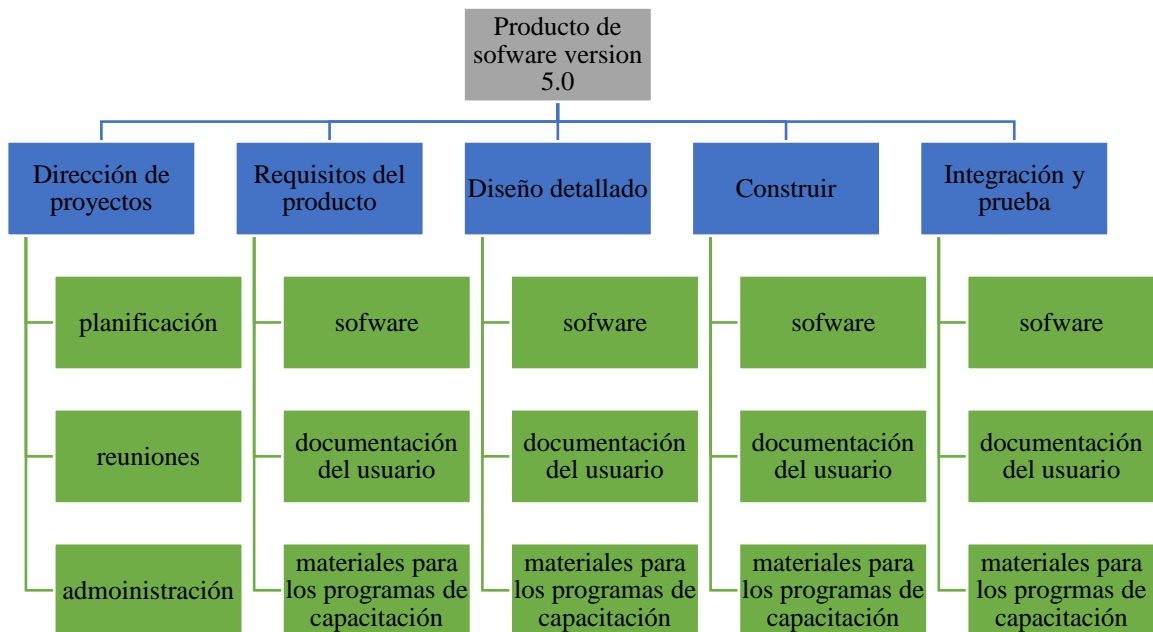 Producto de
sofware version
5.0
Dirección de
proyectos
Requisitos del
producto
Diseño detallado
Construir
Integración y
prueba
planificación
sofware
sofware
sofware
sofware
reuniones
documentación
del usuario
documentación
del usuario
documentación
del usuario
documentación
del usuario
admoinistración
materiales para
los programas de
capacitación
materiales para
los programas de
capacitación
materiales para
los programas de
capacitación
materiales para
los progrmas de
capacitación